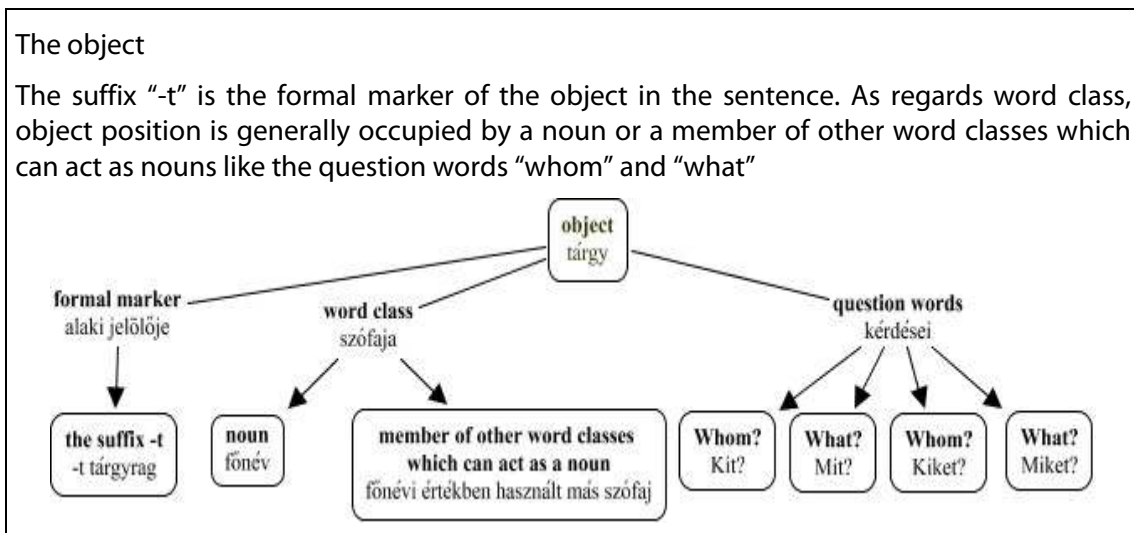 The object
The suffix “-t” is the formal marker of the object in the sentence. As regards word class,
object position is generally occupied by a noun or a member of other word classes which
can act as nouns like the question words “whom” and “what”
object
tárgy
formal marker
alaki jelölője
word class
szófaja
question words
kérdései
the suffix -t
-t tárgyrag
noun
főnév
member of other word classes
which can act as a noun
főnévi értékben használt más szófaj
Whom?
Kit?
What?
Mit?
Whom?
Kiket?
What?
Miket?